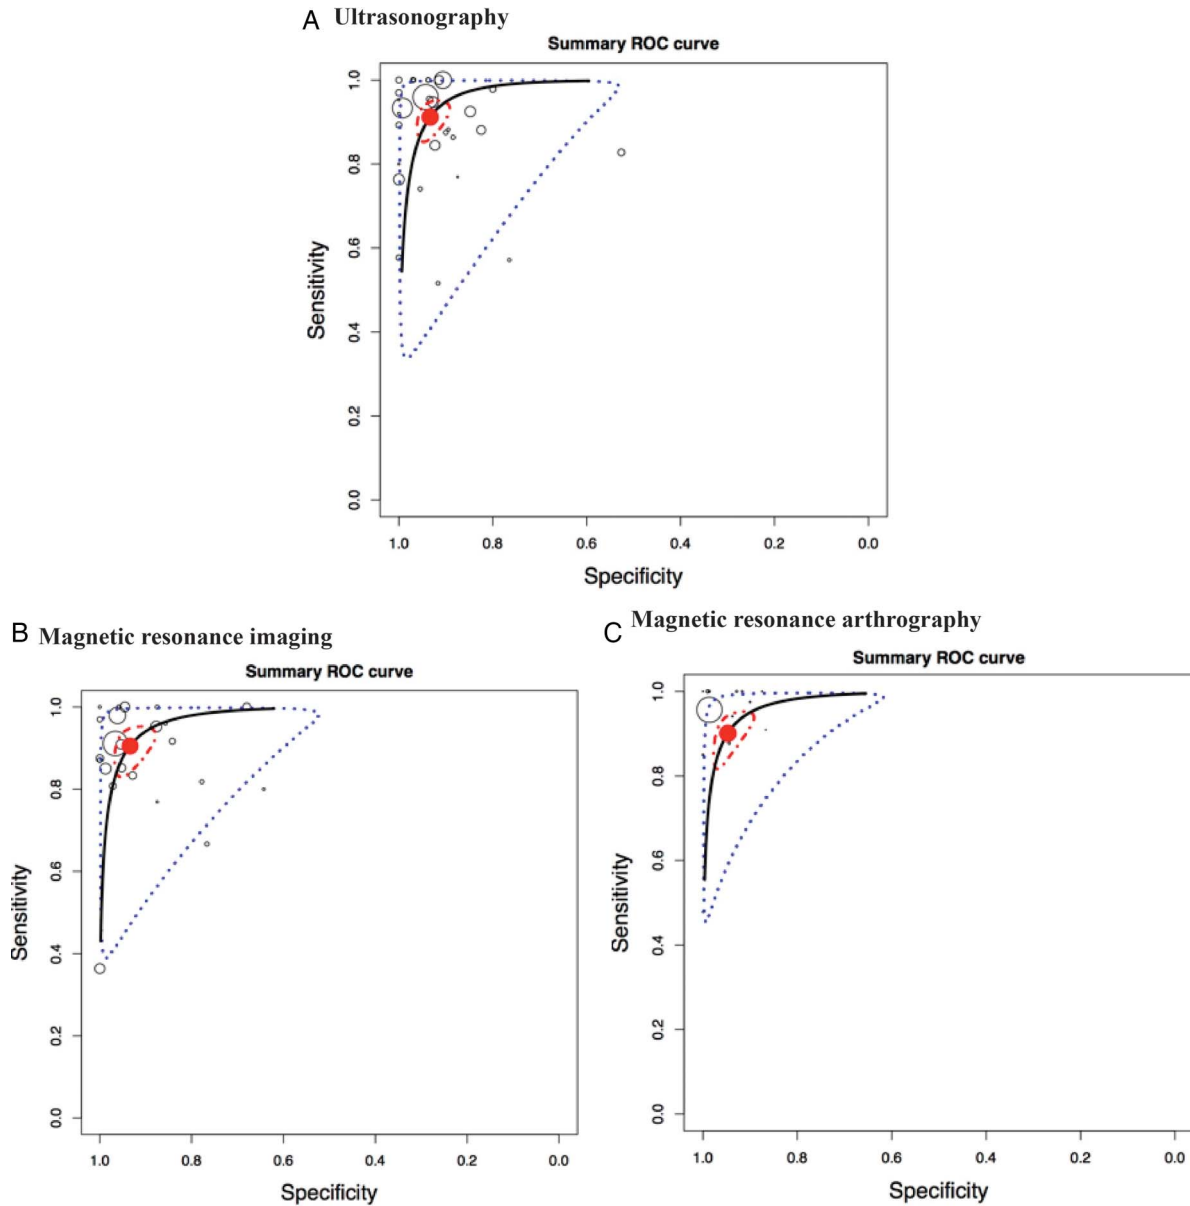 A Ultrasonography
Summary ROC curve
1.0
0.8
0.6
0.4
0.2
0.0
Sensitivity
1.0 0.8 0.6 0.4 0.2 0.0
Specificity
B Magnetic resonance imaging
Summary ROC curve
1.0
0.8
0.6
0.4
0.2
0.0
Sensitivity
1.0 0.8 0.6 0.4 0.2 0.0
Specificity
C Magnetic resonance arthrography
Summary ROC curve
1.0
0.8
0.6
0.4
0.2
0.0
Sensitivity
1.0 0.8 0.6 0.4 0.2 0.0
Specificity